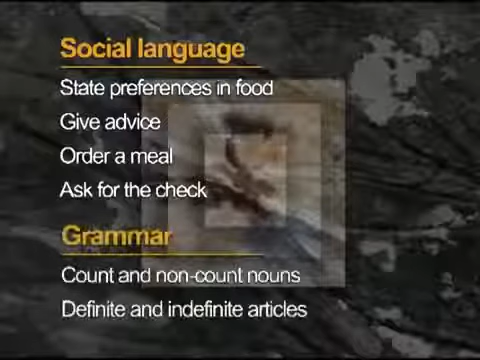 Social language
State preferences in food
Give advice
Order a meal
Ask for the check
Grammar
Count and non-count nouns
Definite and indefinite articles